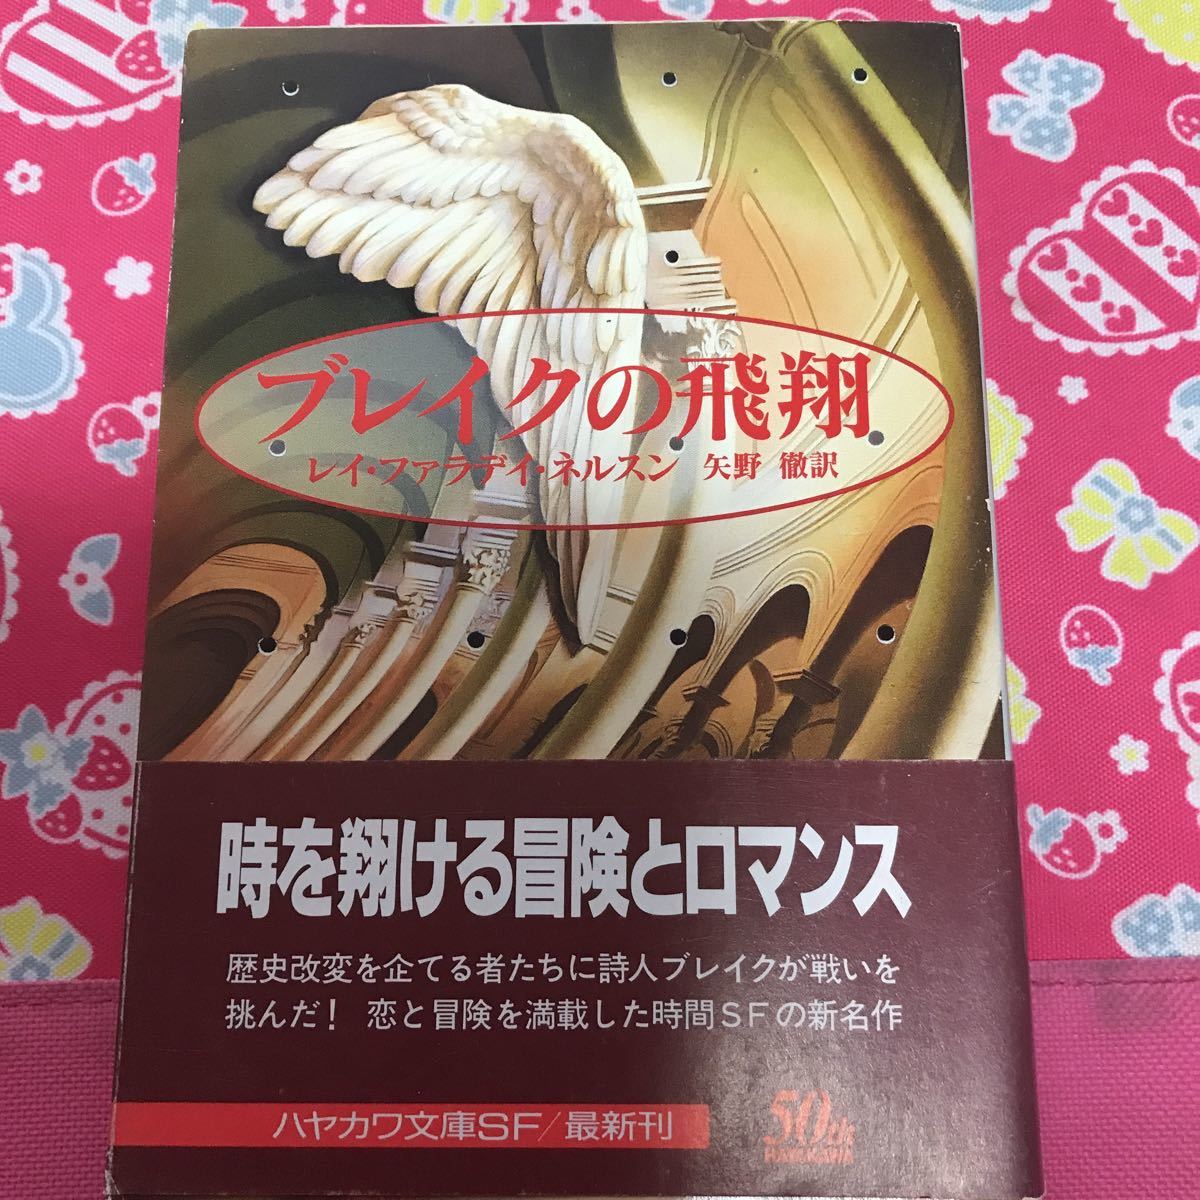 ブレイクの飛翔
レイ・ファラデイ・ネルスン 矢野 徹訳
時を翔ける冒険とロマンス
歴史改変を企てる者たちに詩人ブレイクが戦いを
挑んだ! 恋と冒険を満載した時間SFの新名作
ハヤカワ文庫SF/最新刊
50th
HAYAKAWA